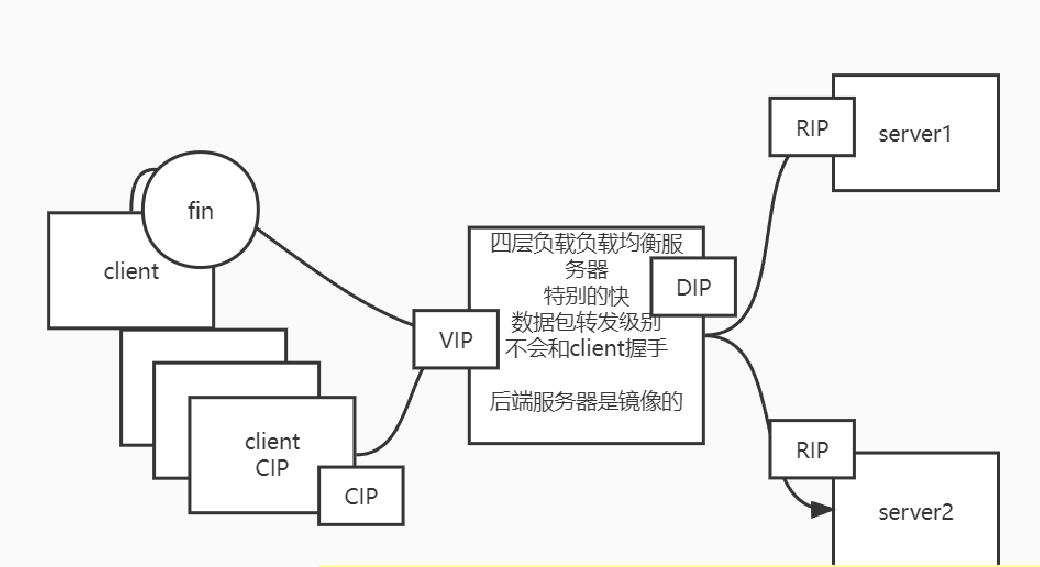 RIP
server1
fin
client
四层负载负载均衡服
务器
特别的快
数据包转发级别
不会和client握手
后端服务器是镜像的
DIP
VIP
client
CIP
CIP
RIP
server2